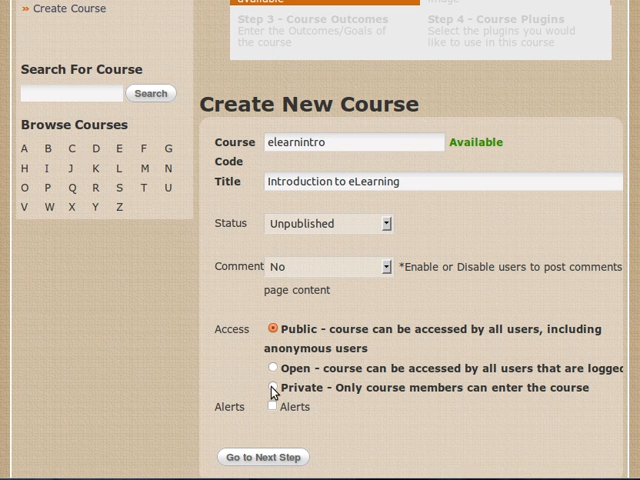 » Create Course
available
image
Step 3 - Course Outcomes
Enter the Outcomes/Goals of
the course
Step 4 - Course Plugins
Select the plugins you would
like to use in this course
Search For Course
Search
Browse Courses
A B C D E F G
H I J K L M N
O P Q R S T U
V W X Y Z
Create New Course
Course
Code
elearnintro Available
Title Introduction to eLearning
Status Unpublished
Comment No *Enable or Disable users to post comments
page content
Access Public - course can be accessed by all users, including
anonymous users
Open - course can be accessed by all users that are logged
Private - Only course members can enter the course
Alerts Alerts
Go to Next Step